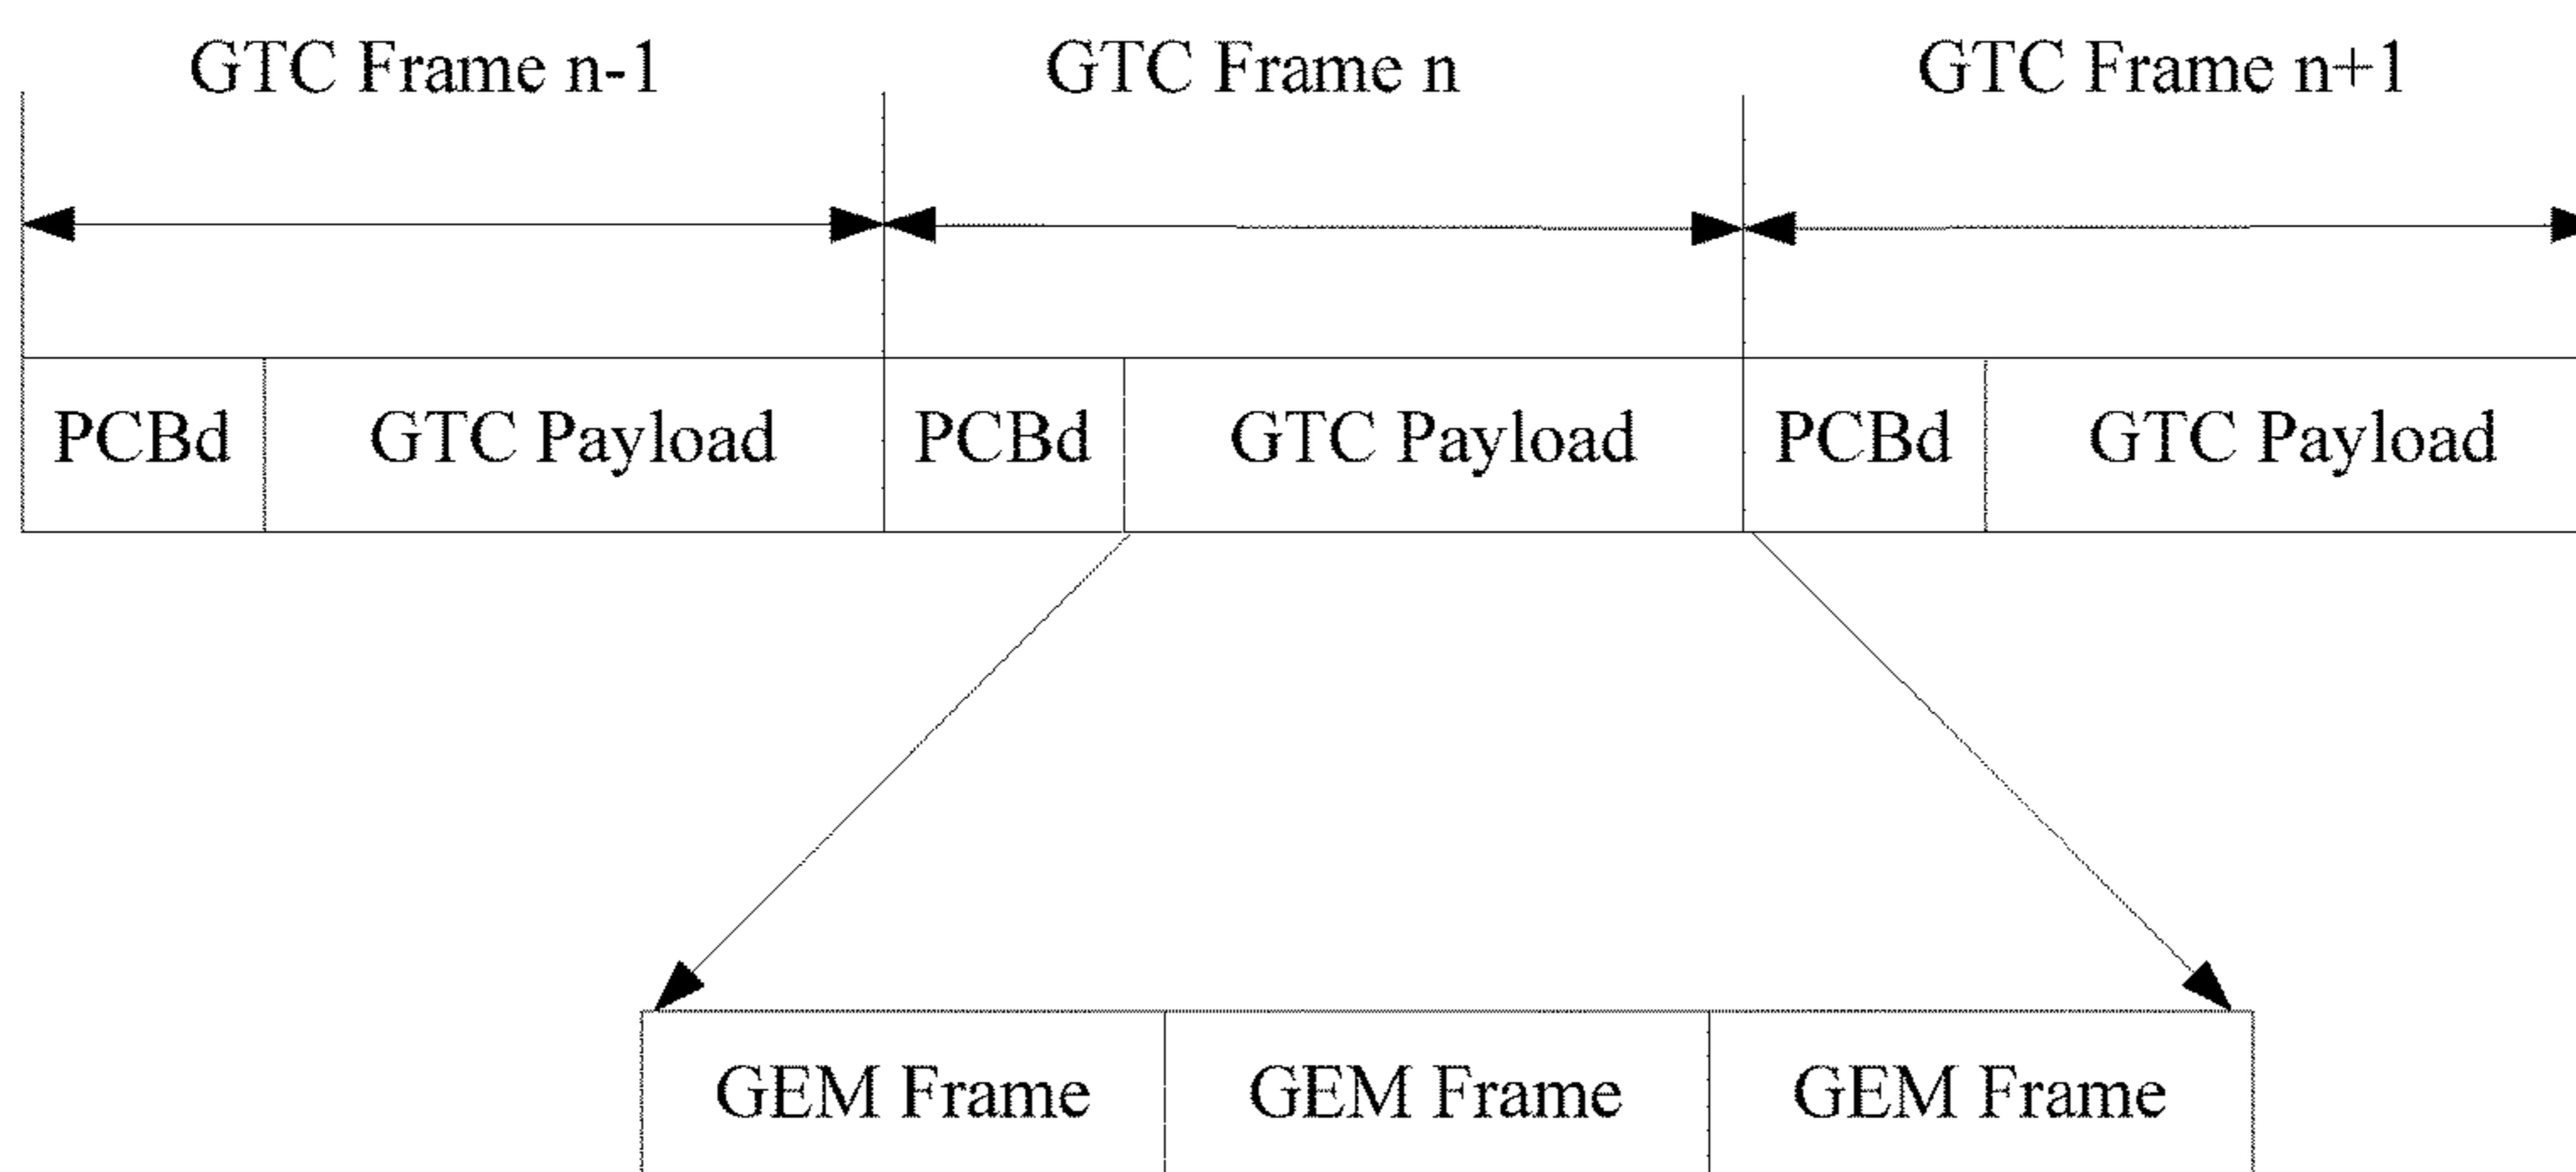 GTC Frame n-1 GTC Frame n GTC Frame n+1
PCBd GTC Payload PCBd GTC Payload PCBd GTC Payload
GEM Frame GEM Frame GEM Frame